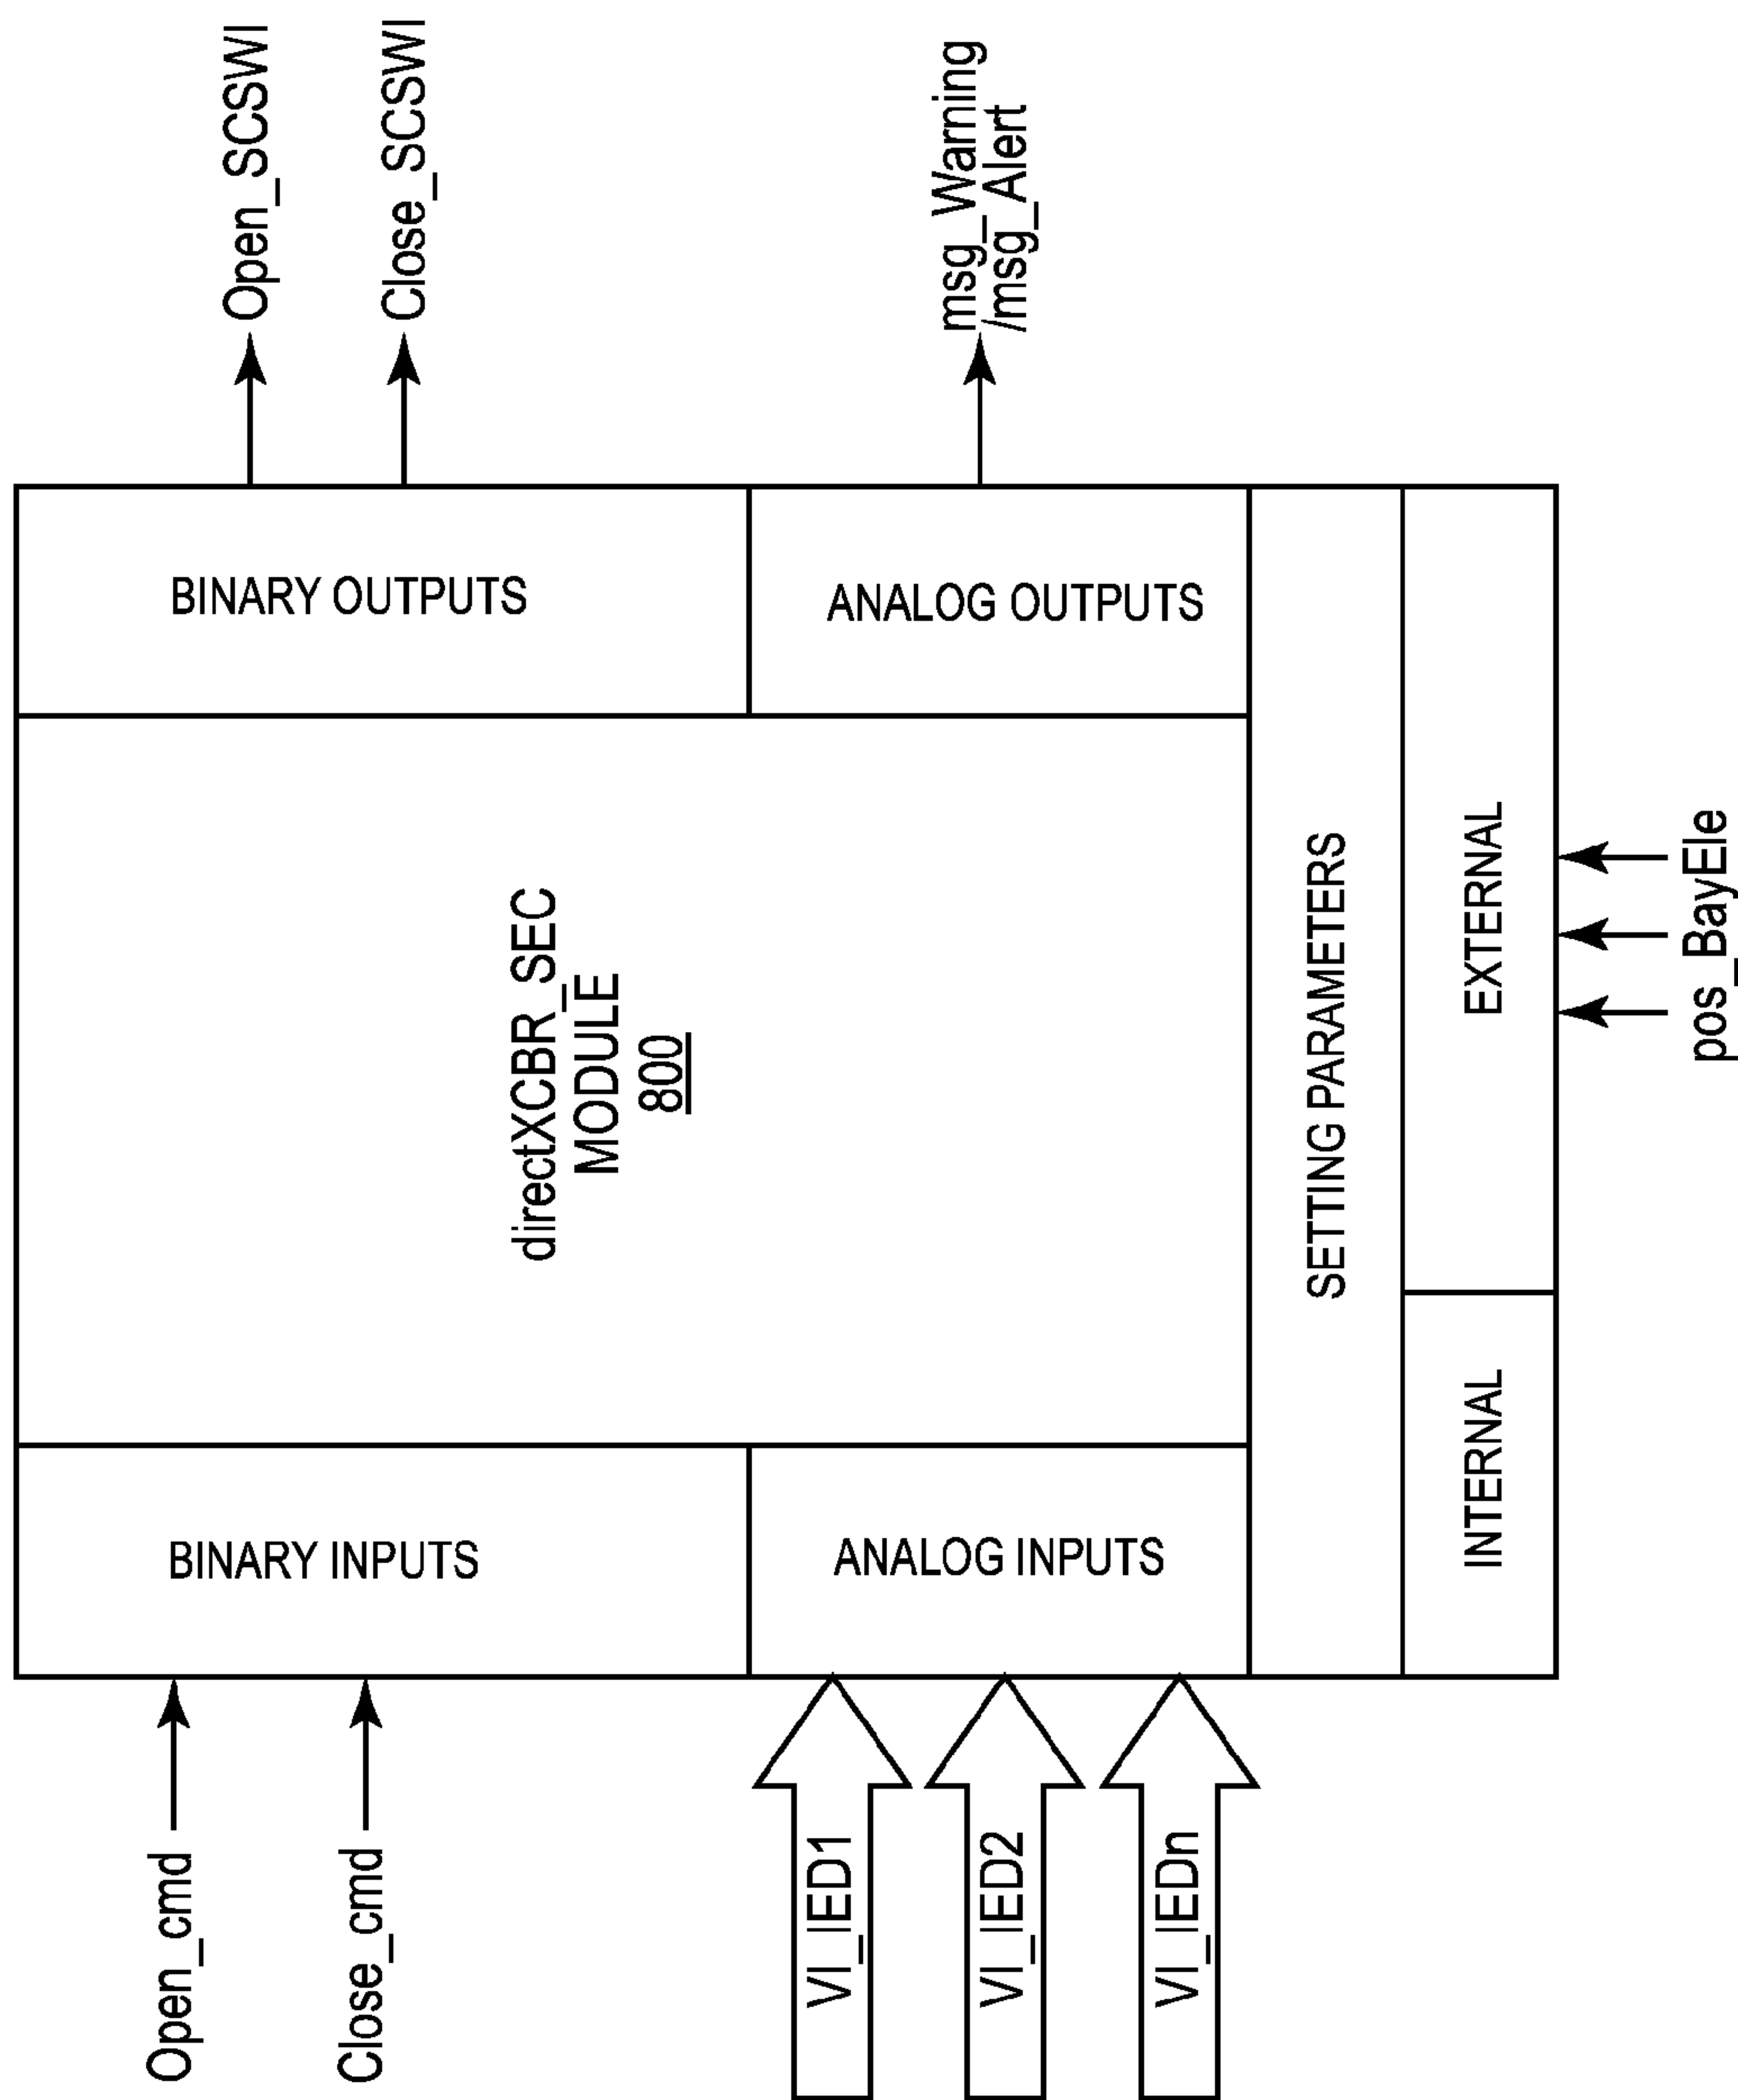 Open_cmd
Close_cmd
VI_IED1
VI_IED2
VI_IEDn
BINARY INPUTS
ANALOG INPUTS
directXCBR_SEC
MODULE
800
BINARY OUTPUTS
ANALOG OUTPUTS
Open_SCSWI
Close_SCSWI
msg_Warning
/msg_Alert
SETTING PARAMETERS
INTERNAL
EXTERNAL
pos_BayEle